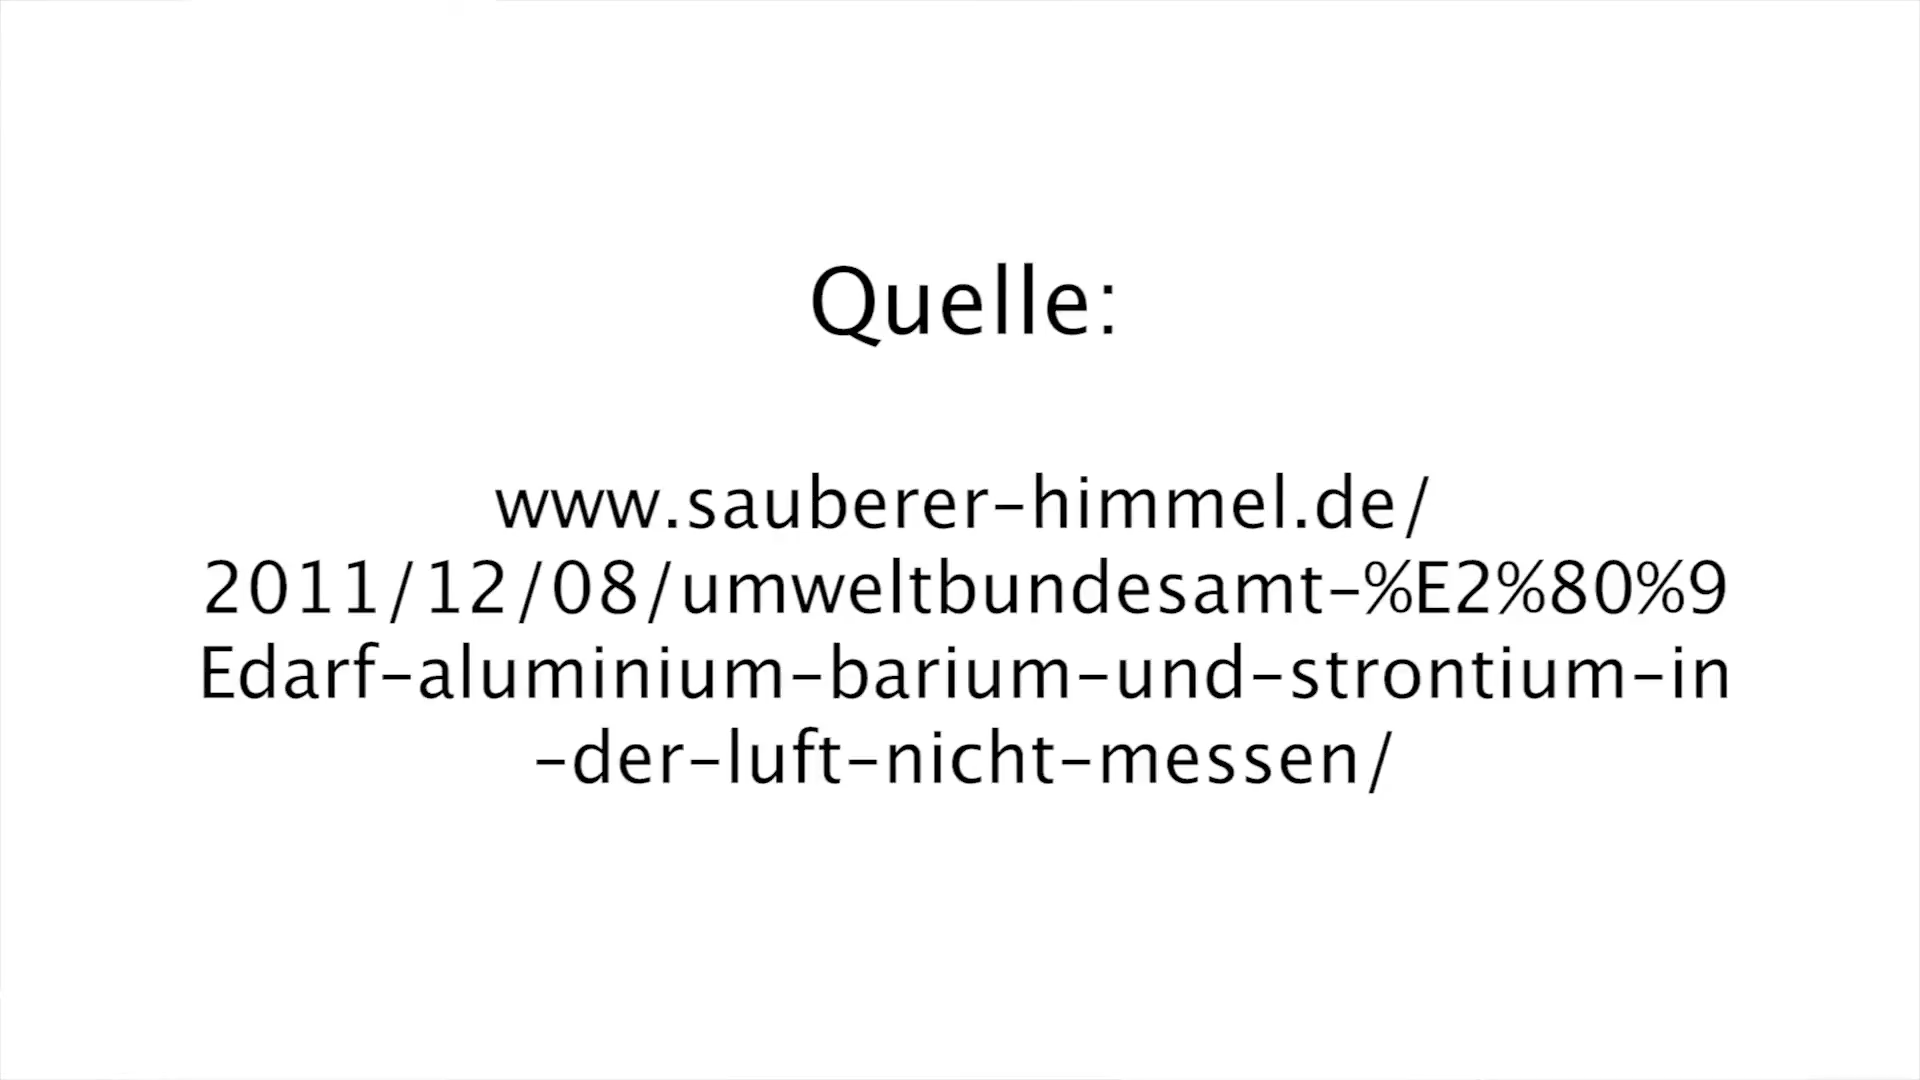 Quelle:
www.sauberer-himmel.de/
2011/12/08/umweltbundesamt-%E2%80%9
Edarf-aluminium-barium-und-strontium-in
-der-luft-nicht-messen/